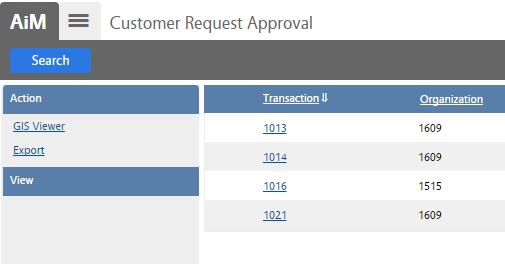 AiM Customer Request Approval
Search
Action
GIS Viewer
Export
View
Transaction⇓ Organization
1013 1609
1014 1609
1016 1515
1021 1609